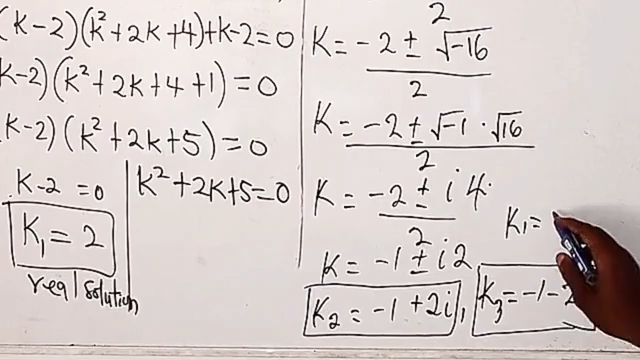 (k-2)(k²+2k+4)+k-2=0
k-2)(k²+2k+4+1)=0
k-2)(k²+2k+5)=0
k-2=0
k₁=2
real solution
k²+2k+5=0
2
k=-2±√-16
2
k=-2±√-1·√16
2
k=-2±i4
2
k=-1±i2
k₂=-1+2i,
k₃=-1-2
k₁=